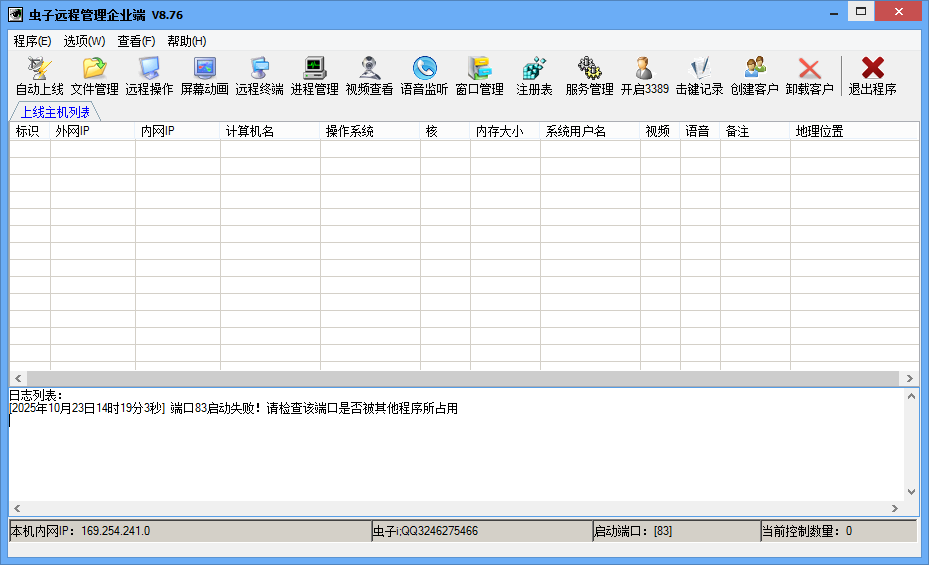 虫子远程管理企业端 V8.76
程序(E) 选项(W) 查看(F) 帮助(H)
自动上线 文件管理 远程操作 屏幕动画 远程终端 进程管理 视频查看 语音监听 窗口管理 注册表 服务管理 开启3389 击键记录 创建客户 卸载客户 退出程序
上线主机列表
标识 外网IP 内网IP 计算机名 操作系统 核 内存大小 系统用户名 视频 语音 备注 地理位置
日志列表：
[2025年10月23日14时19分3秒] 端口83启动失败！请检查该端口是否被其他程序所占用
本机内网IP：169.254.241.0 虫子i;QQ3246275466 启动端口：[83] 当前控制数量：0